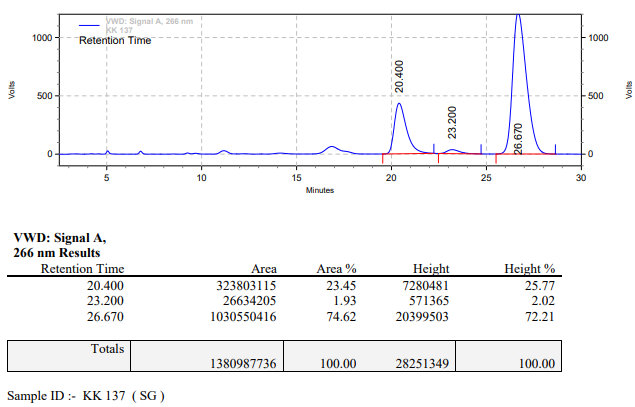 VWD: Signal A, 266 nm
KK 137
Retention Time
1000
500
0
Volts
20.400
23.200
26.670
1000
500
0
Volts
5 10 15 20 25 30
Minutes
VWD: Signal A,
266 nm Results
Retention Time Area Area % Height Height %
20.400 323803115 23.45 7280481 25.77
23.200 26634205 1.93 571365 2.02
26.670 1030550416 74.62 20399503 72.21
Totals
1380987736 100.00 28251349 100.00
Sample ID :- KK 137 ( SG )